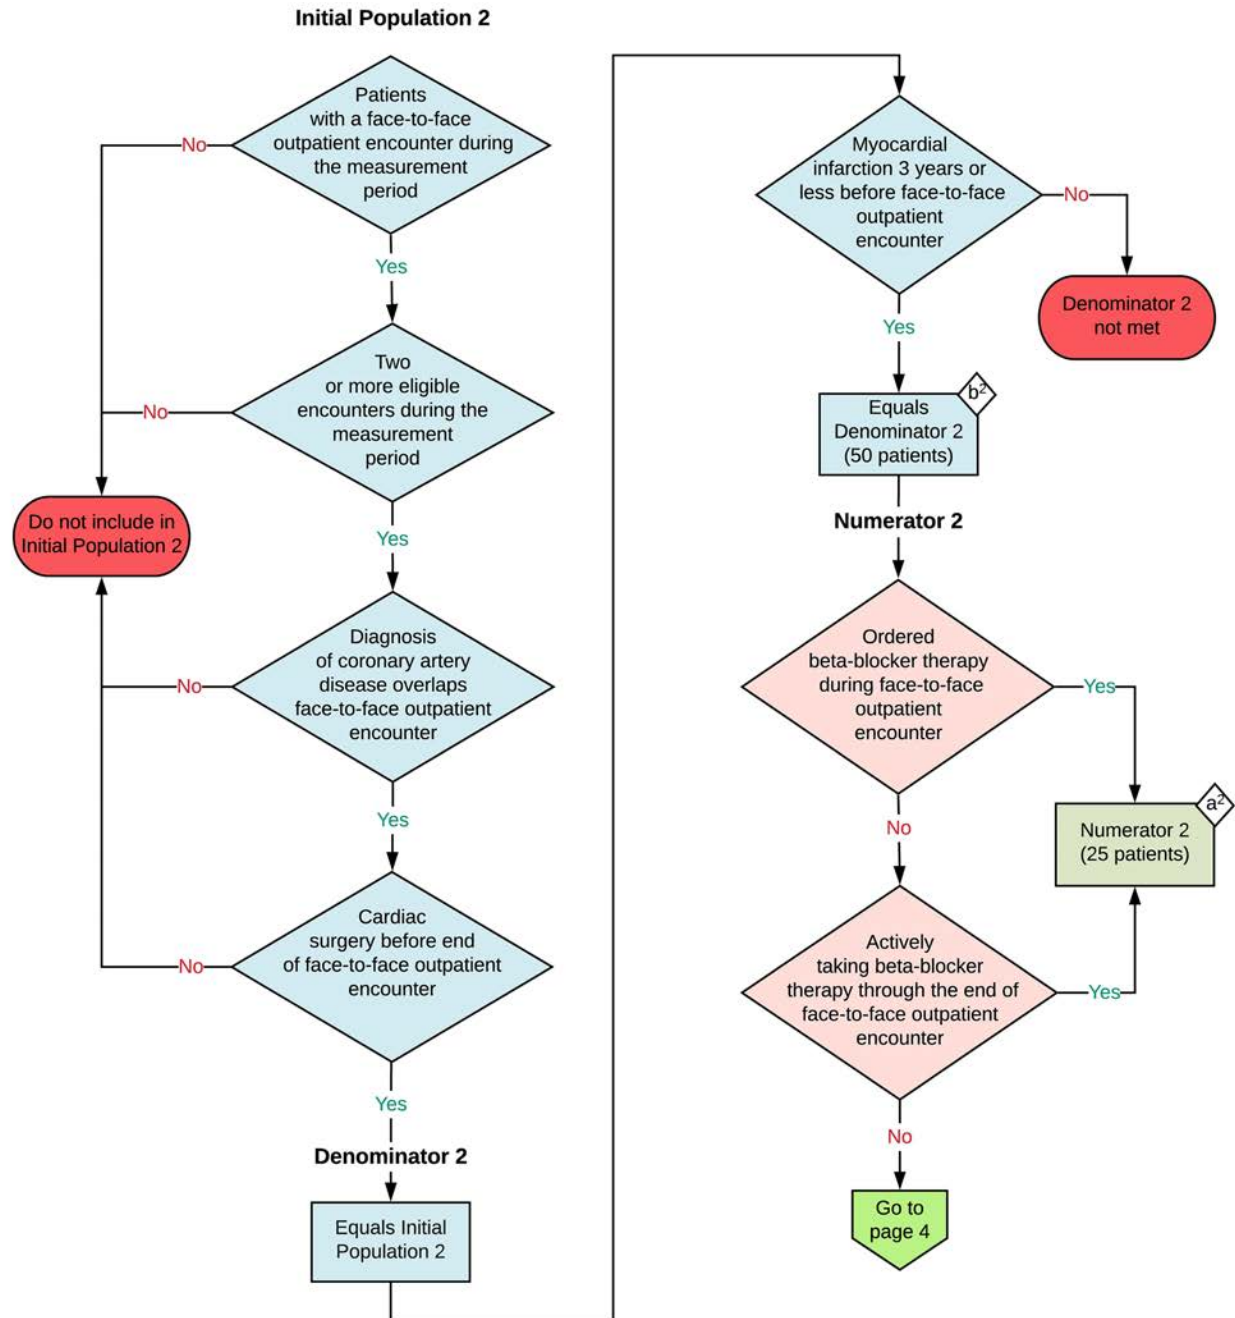 Initial Population 2
Patients
with a face-to-face
outpatient encounter during
the measurement
period
No
Yes
Two
or more eligible
encounters during the
measurement
period
No
Do not include in
Initial Population 2
Yes
Diagnosis
of coronary artery
disease overlaps
face-to-face outpatient
encounter
No
Yes
Cardiac
surgery before end
of face-to-face outpatient
encounter
No
Yes
Denominator 2
Equals Initial
Population 2
Myocardial
infarction 3 years or
less before face-to-face
outpatient
encounter
No
Denominator 2
not met
Yes
b²
Equals
Denominator 2
(50 patients)
Numerator 2
Ordered
beta-blocker therapy
during face-to-face
outpatient
encounter
Yes
a²
Numerator 2
(25 patients)
No
Actively
taking beta-blocker
therapy through the end of
face-to-face outpatient
encounter
Yes
No
Go to
page 4